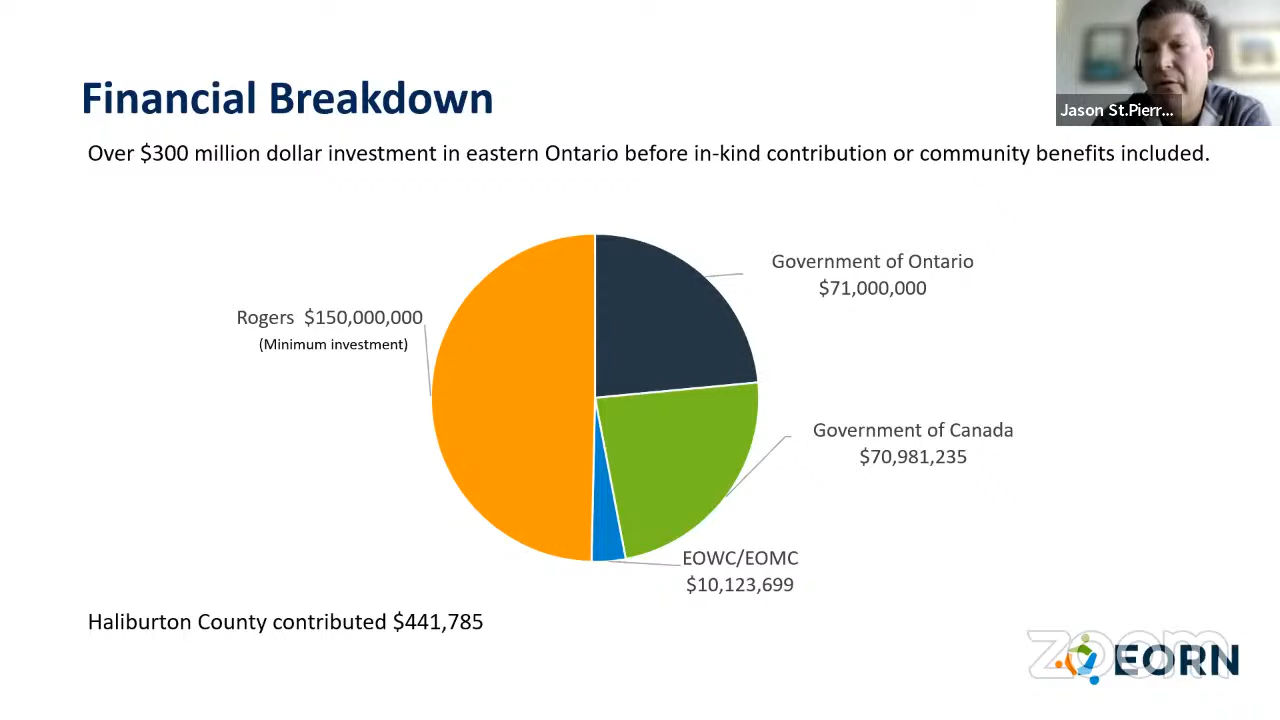 Jason St.Pierr...
Financial Breakdown
Over $300 million dollar investment in eastern Ontario before in-kind contribution or community benefits included.
Government of Ontario
$71,000,000
Rogers $150,000,000
(Minimum investment)
Government of Canada
$70,981,235
EOWC/EOMC
$10,123,699
Haliburton County contributed $441,785
zoom
EORN